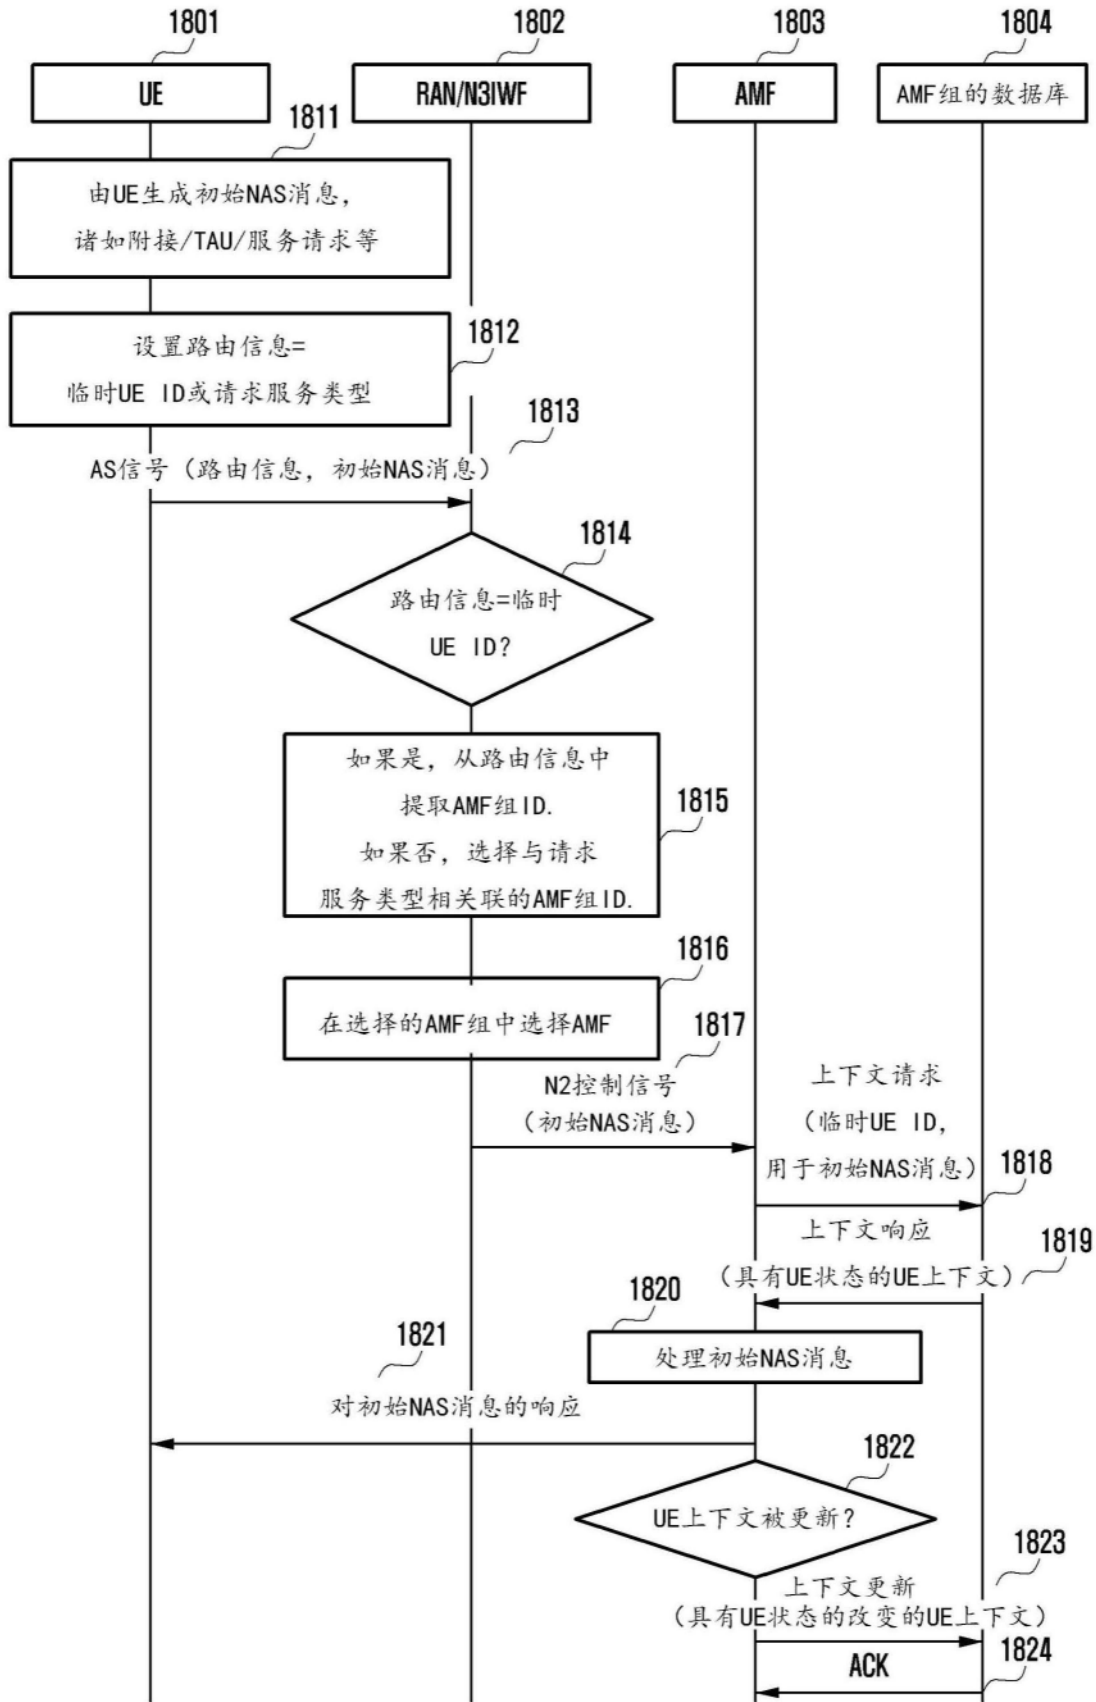 1801
1802
1803
1804
UE
RAN/N3IWF
AMF
AMF组的数据库
1811
由UE生成初始NAS消息，
诸如附接/TAU/服务请求等
1812
设置路由信息=
临时UE ID或请求服务类型
1813
AS信号（路由信息，初始NAS消息）
1814
路由信息=临时
UE ID?
如果是，从路由信息中
提取AMF组ID.
1815
如果否，选择与请求
服务类型相关联的AMF组ID.
1816
在选择的AMF组中选择AMF
1817
N2控制信号
（初始NAS消息）
上下文请求
（临时UE ID，
用于初始NAS消息）
1818
上下文响应
1819
（具有UE状态的UE上下文）
1820
处理初始NAS消息
1821
对初始NAS消息的响应
1822
UE上下文被更新?
1823
上下文更新
（具有UE状态的改变的UE上下文）
ACK
1824